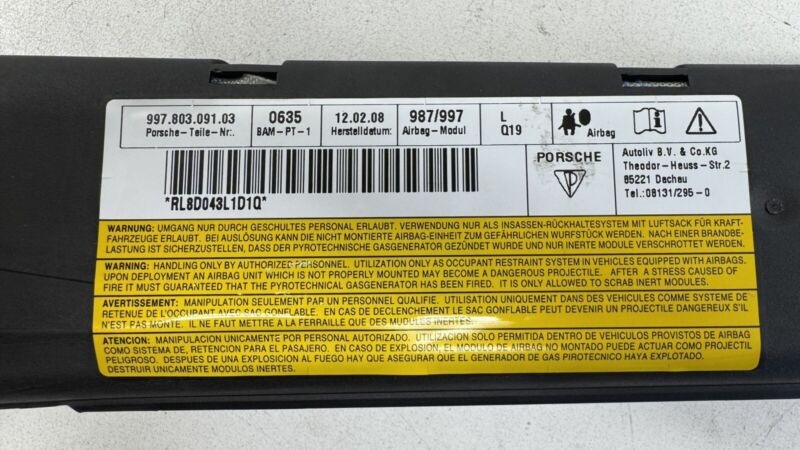 997.803.091.03
Porsche-Teile-Nr:.
0635
BAM-PT-1
12.02.08
Herstelldatum:
987/997
Airbag-Modul
L
Q19
Airbag
*RL8D043L1D1Q*
PORSCHE
Autoliv B.V. & Co.KG
Theodor-Heuss-Str.2
85221 Dachau
Tel.:08131/295-0
WARNUNG: UMGANG NUR DURCH GESCHULTES PERSONAL ERLAUBT. VERWENDUNG NUR ALS INSASSEN-RÜCKHALTESYSTEM MIT LUFTSACK FÜR KRAFT-
FAHRZEUGE ERLAUBT. BEI AUSLÖSUNG KANN DIE NICHT MONTIERTE AIRBAG-EINHEIT ZUM GEFÄHRLICHEN WURFSTÜCK WERDEN. NACH EINER BRANDBE-
LASTUNG IST SICHERZUSTELLEN, DASS DER PYROTECHNISCHE GASGENERATOR GEZÜNDET WURDE UND NUR INERTE MODULE VERSCHROTTET WERDEN.
WARNING: HANDLING ONLY BY AUTHORIZED PERSONNEL. UTILIZATION ONLY AS OCCUPANT RESTRAINT SYSTEM IN VEHICLES EQUIPPED WITH AIRBAGS.
UPON DEPLOYMENT AN AIRBAG UNIT WHICH IS NOT PROPERLY MOUNTED MAY BECOME A DANGEROUS PROJECTILE. AFTER A STRESS CAUSED OF
FIRE IT MUST GUARANTEED THAT THE PYROTECHNICAL GASGENERATOR HAS BEEN FIRED. IT IS ONLY ALLOWED TO SCRAB INERT MODULES.
AVERTISSEMENT: MANIPULATION SEULEMENT PAR UN PERSONNEL QUALIFIE. UTILISATION UNIQUEMENT DANS DES VEHICULES COMME SYSTEME DE
RETENUE DE L'OCCUPANT AVEC SAC GONFLABLE. EN CAS DE DECLENCHEMENT LE SAC GONFLABLE PEUT DEVENIR UN PROJECTILE DANGEREUX S'IL
N'EST PAS MONTE CORRECTEMENT. IL NE FAUT METTRE A LA FERRAILLE QUE DES MODULES INERTES.
ATENCION: MANIPULACION UNICAMENTE POR PERSONAL AUTORIZADO. UTILIZACION SOLO PERMITIDA DENTRO DE VEHICULOS PROVISTOS DE AIRBAG
COMO SISTEMA DE, RETENTION PARA EL PASAJERO. EN CASO DE EXPLOSION, EL MODULO DE AIRBAG NO MONTADO PUEDE ACTUAR COMO PROJECTIL
PELIGROSO. DESPUES DE UNA EXPLOSION AL FUEGO HAY QUE ASEGURAR QUE EL GENERADOR DE GAS PIROTECNICO HAYA EXPLOTADO.
DESTRUIR UNICAMENTE MODULOS INERTES.